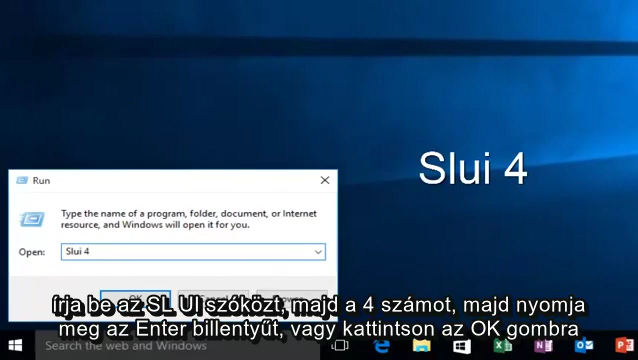 Slui 4
Run
Type the name of a program, folder, document, or Internet
resource, and Windows will open it for you.
Open:
Slui 4
írja be az SL UI szóközt, majd a 4 számot, majd nyomja
meg az Enter billentyűt, vagy kattintson az OK gombra
Search the web and Windows